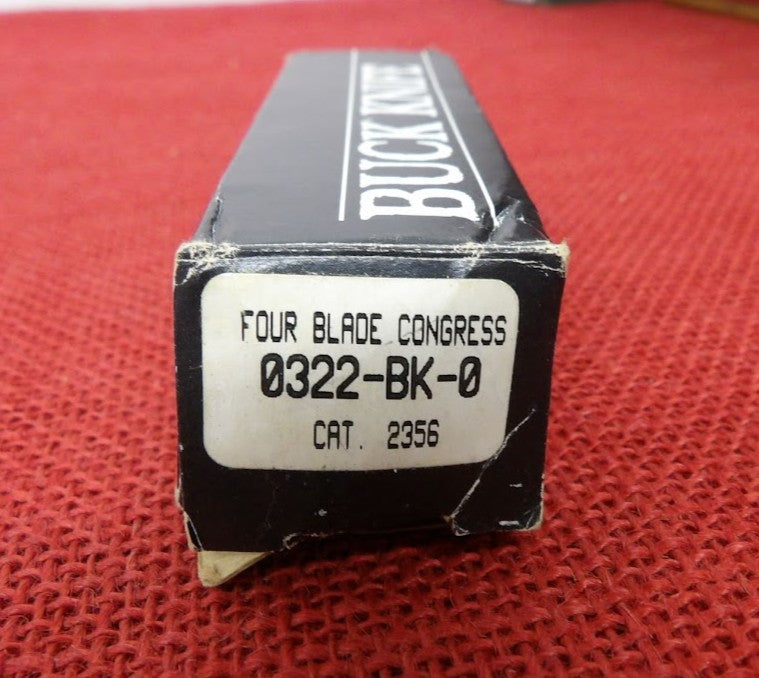 BUCK KNIFE
FOUR BLADE CONGRESS
0322-BK-0
CAT. 2356